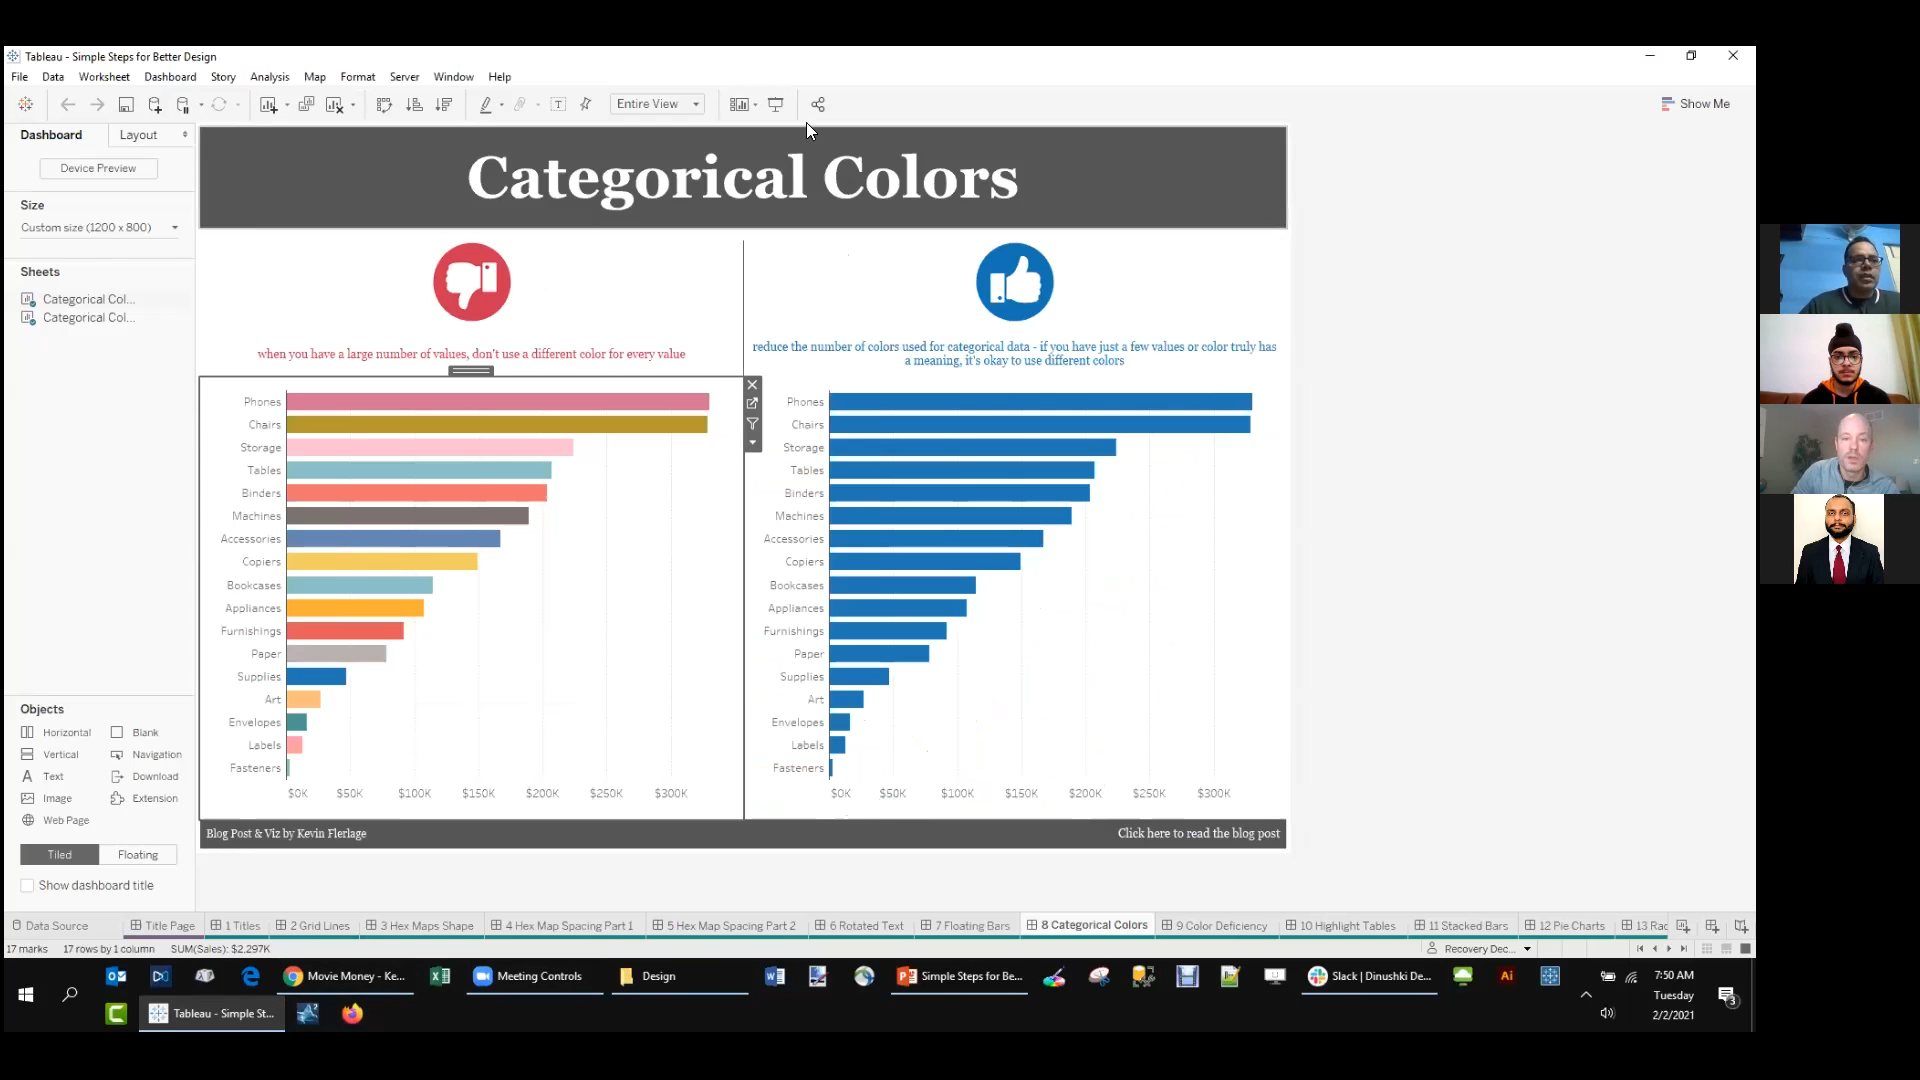 Tableau - Simple Steps for Better Design
File Data Worksheet Dashboard Story Analysis Map Format Server Window Help
Entire View
Show Me
Dashboard Layout
Device Preview
Size
Custom size (1200 x 800)
Sheets
Categorical Col...
Categorical Col...
Objects
Horizontal Blank
Vertical Navigation
Text Download
Image Extension
Web Page
Tiled Floating
Show dashboard title
Categorical Colors
when you have a large number of values, don't use a different color for every value
Phones
Chairs
Storage
Tables
Binders
Machines
Accessories
Copiers
Bookcases
Appliances
Furnishings
Paper
Supplies
Art
Envelopes
Labels
Fasteners
$0K $50K $100K $150K $200K $250K $300K
reduce the number of colors used for categorical data - if you have just a few values or color truly has
a meaning, it's okay to use different colors
Phones
Chairs
Storage
Tables
Binders
Machines
Accessories
Copiers
Bookcases
Appliances
Furnishings
Paper
Supplies
Art
Envelopes
Labels
Fasteners
$0K $50K $100K $150K $200K $250K $300K
Blog Post & Viz by Kevin Flerlage
Click here to read the blog post
Data Source Title Page 1 Titles 2 Grid Lines 3 Hex Maps Shape 4 Hex Map Spacing Part 1 5 Hex Map Spacing Part 2 6 Rotated Text 7 Floating Bars 8 Categorical Colors 9 Color Deficiency 10 Highlight Tables 11 Stacked Bars 12 Pie Charts 13 Rac
17 marks 17 rows by 1 column SUM(Sales): $2.297K
Recovery Dec...
Movie Money - Ke... Meeting Controls Design Simple Steps for Be... Slack | Dinushki De... Ai
Tableau - Simple St...
7:50 AM
Tuesday
2/2/2021
3